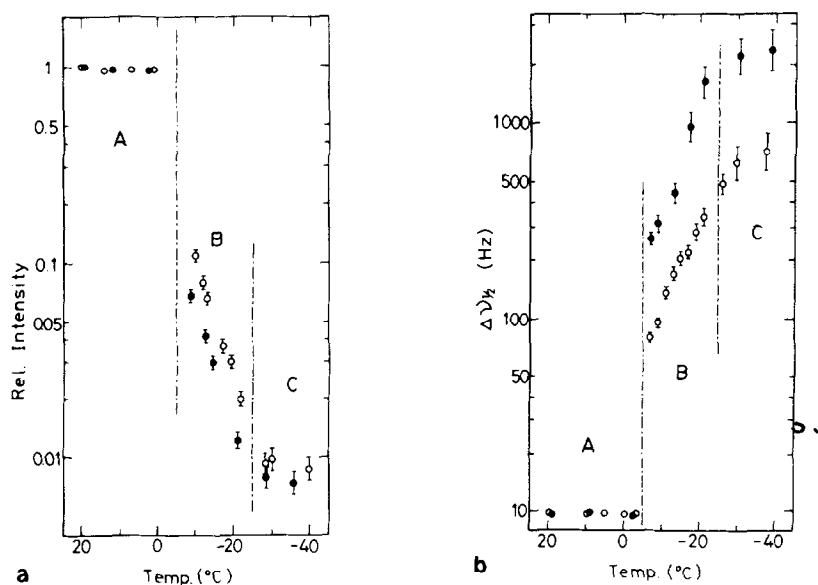 1
0.5
0.1
0.05
0.01
Rel. Intensity
A
B
C
20 0 -20 -40
Temp.(°C)
a
1000
500
100
50
10
Δν½ (Hz)
A
B
C
20 0 -20 -40
Temp.(°C)
b